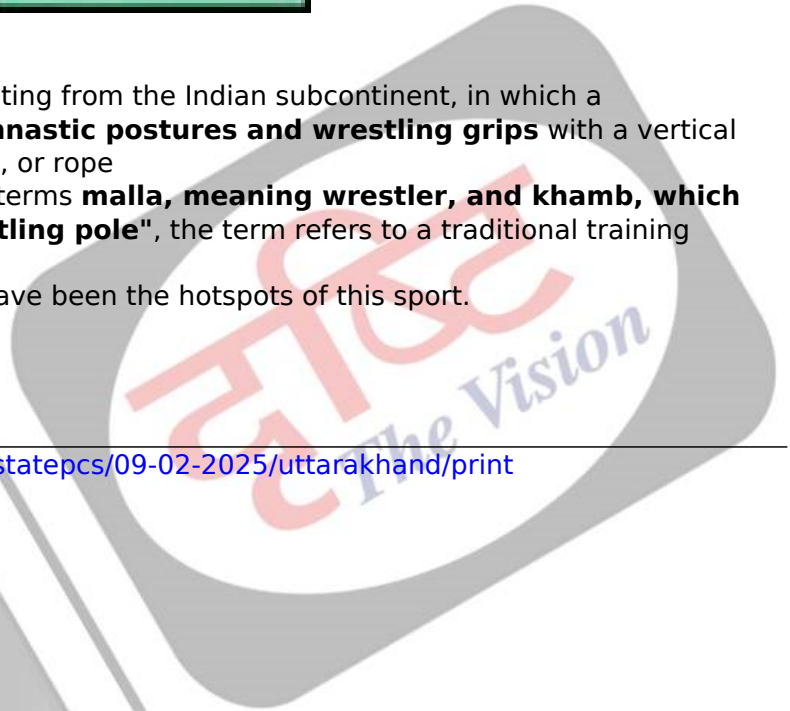 ting from the Indian subcontinent, in which a
nastic postures and wrestling grips with a vertical
, or rope
terms malla, meaning wrestler, and khamb, which
tling pole", the term refers to a traditional training
ave been the hotspots of this sport.
दृष्टि
The Vision
statepcs/09-02-2025/uttarakhand/print